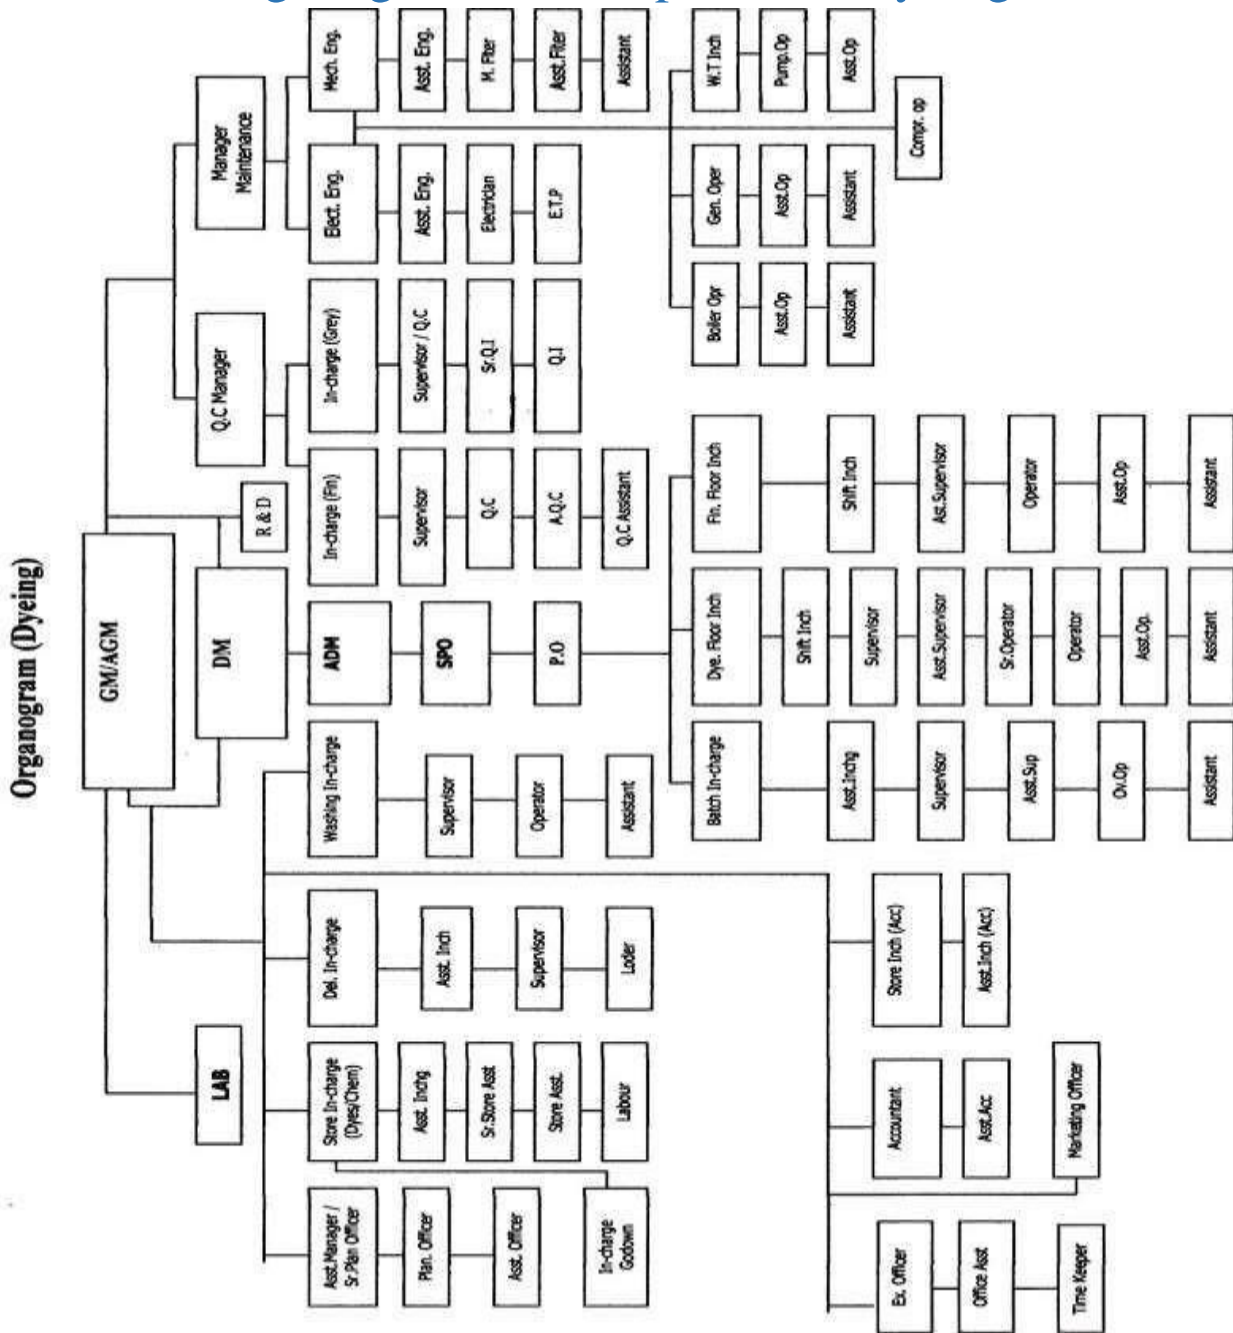 Organogram (Dyeing)
GM/AGM
LAB
DM
R & D
Q.C Manager
Manager
Maintenance
Asst.Manager /
Sr.Plan Officer
Plan. Officer
Asst. Officer
Store In-charge
(Dyes/Chem)
Asst. Inchg
Sr.Store Asst
Store Asst.
Labour
In-charge
Godown
Del. In-charge
Asst. Inch
Supervisor
Loder
Washing In-charge
Supervisor
Operator
Assistant
ADM
SPO
P.O
In-charge (Fin)
Supervisor
Q.C
A.Q.C
Q.C Assistant
In-charge (Grey)
Supervisor / Q.C
Sr.Q.I
Q.I
Elect. Eng.
Asst. Eng.
Electrician
E.T.P
Mech. Eng.
Asst. Eng.
M. Fiter
Asst.Fiter
Assistant
Batch In-charge
Asst.Inchg
Supervisor
Asst.Sup
Ov.Op
Assistant
Dye. Floor Inch
Shift Inch
Supervisor
Asst.Supervisor
Sr.Operator
Operator
Asst.Op.
Assistant
Fin. Floor Inch
Shift Inch
Ast.Supervisor
Operator
Asst.Op
Assistant
Boiler Opr
Asst.Op
Assistant
Gen. Oper
Asst.Op
Assistant
W.T Inch
Pump.Op
Asst.Op
Compr. op
Ex. Officer
Office Asst
Time Keeper
Accountant
Asst.Acc
Marketing Officer
Store Inch (Acc)
Asst.Inch (Acc)